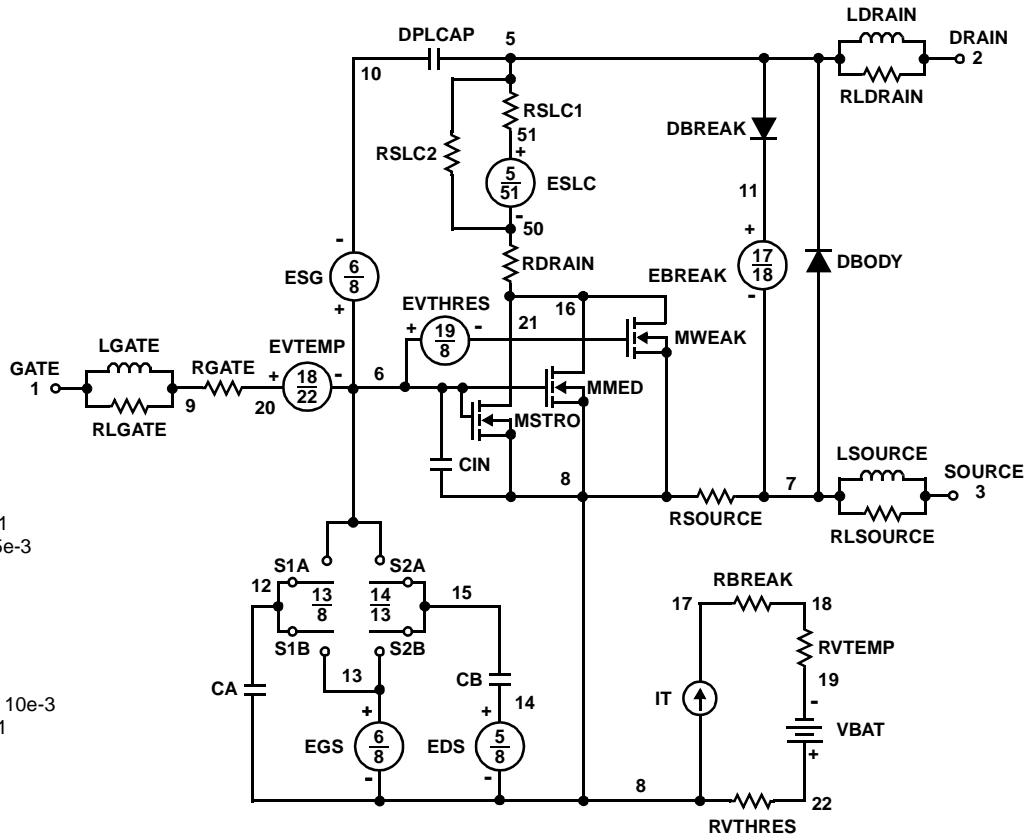 LDRAIN
DRAIN
2
RLDRAIN
DPLCAP
5
10
RSLC1
51
+
RSLC2
5
51
ESLC
-
50
DBREAK
11
+
17
18
EBREAK
-
DBODY
RDRAIN
-
6
8
ESG
+
EVTHRES
+
19
8
-
21
16
MWEAK
LGATE
GATE
1
RLGATE
9
RGATE
20
EVTEMP
+
18
22
-
6
MMED
MSTRO
CIN
8
RSOURCE
7
LSOURCE
SOURCE
3
RLSOURCE
1
5e-3
10e-3
1
S1A
S2A
12
13
8
14
13
15
S1B
S2B
13
CA
CB
14
+
EGS
6
8
-
+
EDS
5
8
-
8
RBREAK
17
18
RVTEMP
19
IT
-
VBAT
+
22
RVTHRES